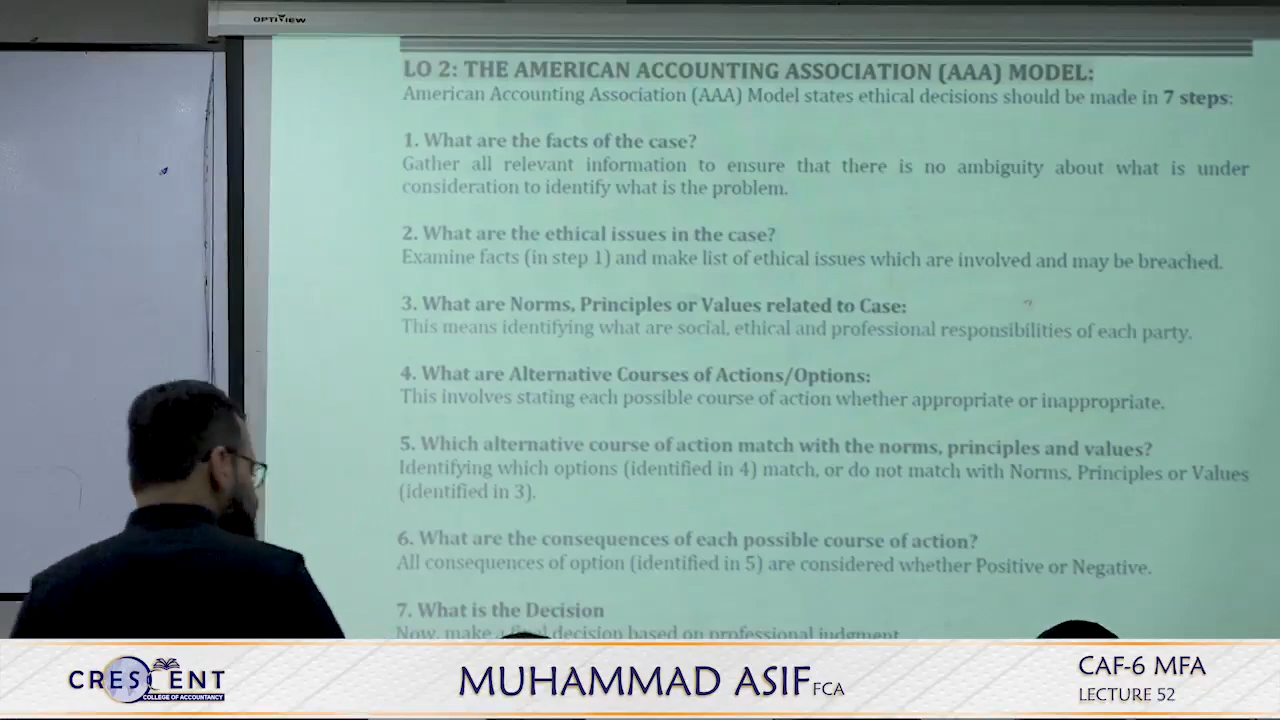 OPTIVIEW
LO 2: THE AMERICAN ACCOUNTING ASSOCIATION (AAA) MODEL:
American Accounting Association (AAA) Model states ethical decisions should be made in 7 steps:
1. What are the facts of the case?
Gather all relevant information to ensure that there is no ambiguity about what is under
consideration to identify what is the problem.
2. What are the ethical issues in the case?
Examine facts (in step 1) and make list of ethical issues which are involved and may be breached.
3. What are Norms, Principles or Values related to Case:
This means identifying what are social, ethical and professional responsibilities of each party.
4. What are Alternative Courses of Actions/Options:
This involves stating each possible course of action whether appropriate or inappropriate.
5. Which alternative course of action match with the norms, principles and values?
Identifying which options (identified in 4) match, or do not match with Norms, Principles or Values
(identified in 3).
6. What are the consequences of each possible course of action?
All consequences of option (identified in 5) are considered whether Positive or Negative.
7. What is the Decision
Now, make a final decision based on professional judgment
CRESCENT
COLLEGE OF ACCOUNTANCY
MUHAMMAD ASIF FCA
CAF-6 MFA
LECTURE 52